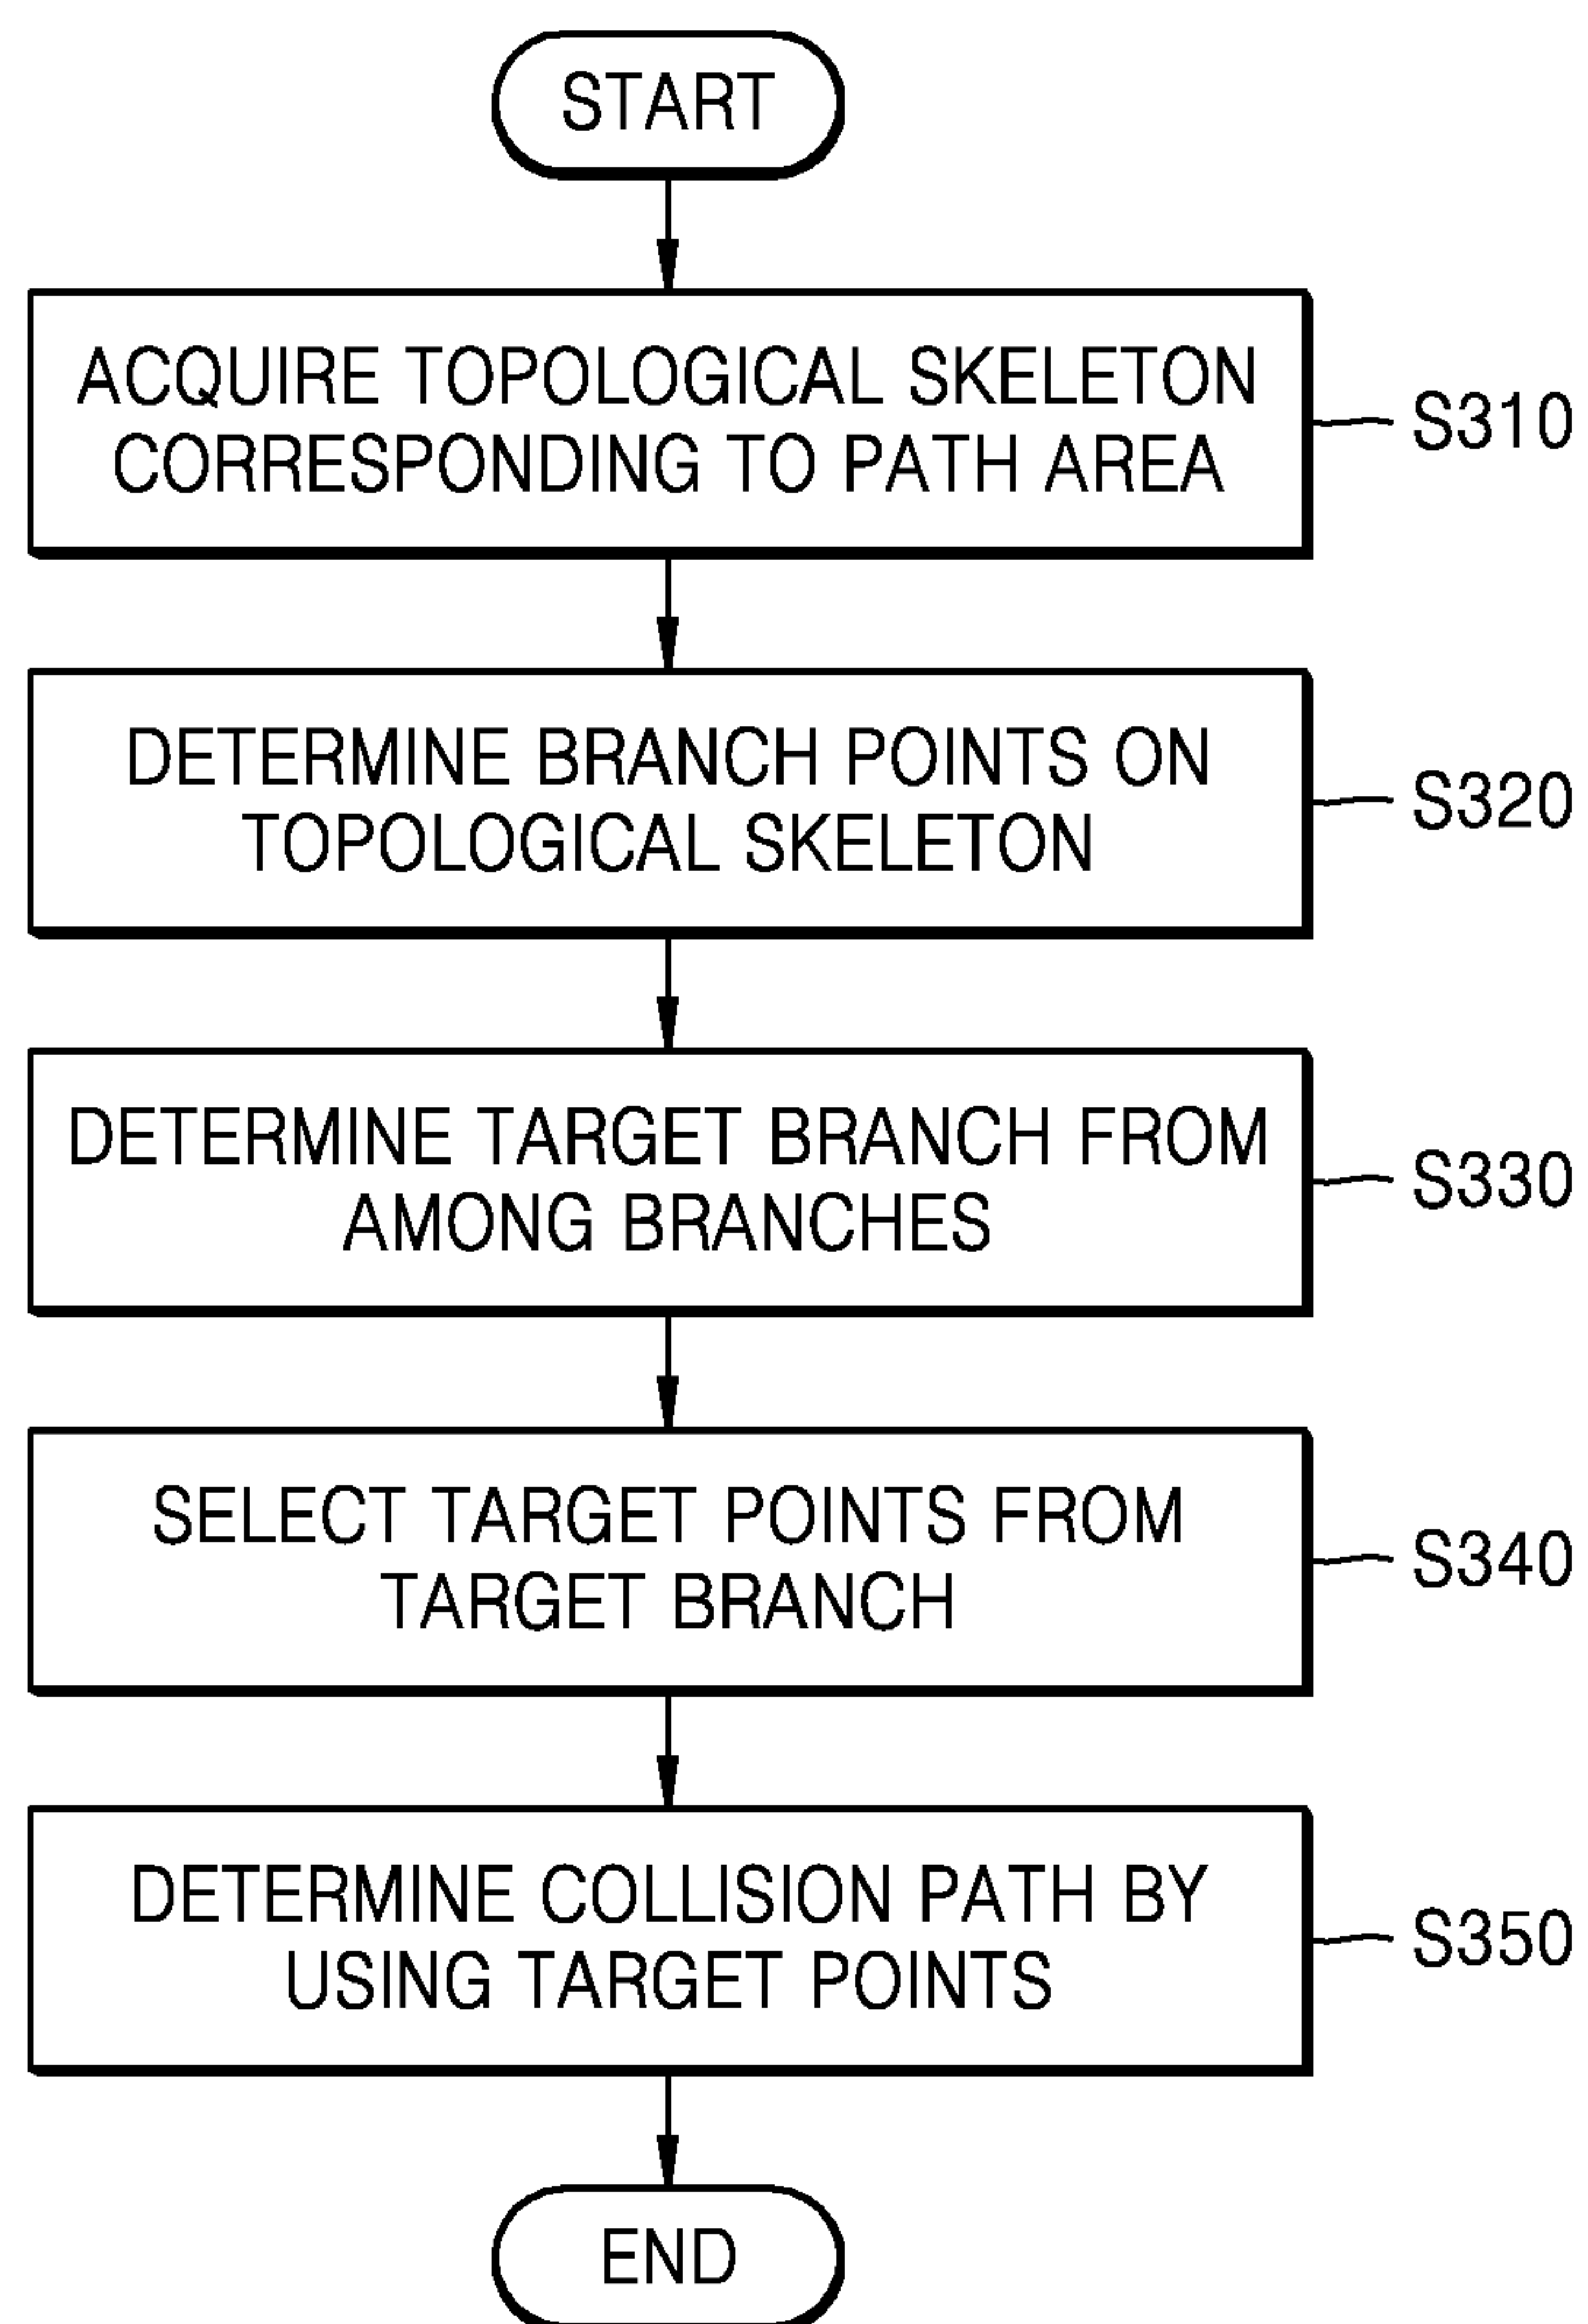 START
ACQUIRE TOPOLOGICAL SKELETON
CORRESPONDING TO PATH AREA
S310
DETERMINE BRANCH POINTS ON
TOPOLOGICAL SKELETON
S320
DETERMINE TARGET BRANCH FROM
AMONG BRANCHES
S330
SELECT TARGET POINTS FROM
TARGET BRANCH
S340
DETERMINE COLLISION PATH BY
USING TARGET POINTS
S350
END